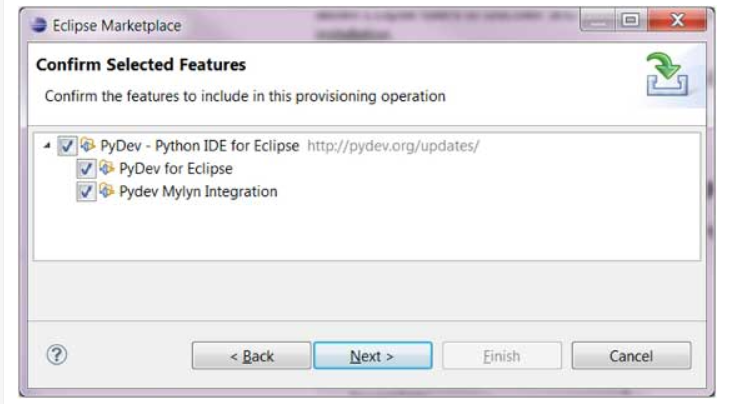 Eclipse Marketplace
Confirm Selected Features
Confirm the features to include in this provisioning operation
PyDev - Python IDE for Eclipse http://pydev.org/updates/
PyDev for Eclipse
Pydev Mylyn Integration
< Back Next > Finish Cancel